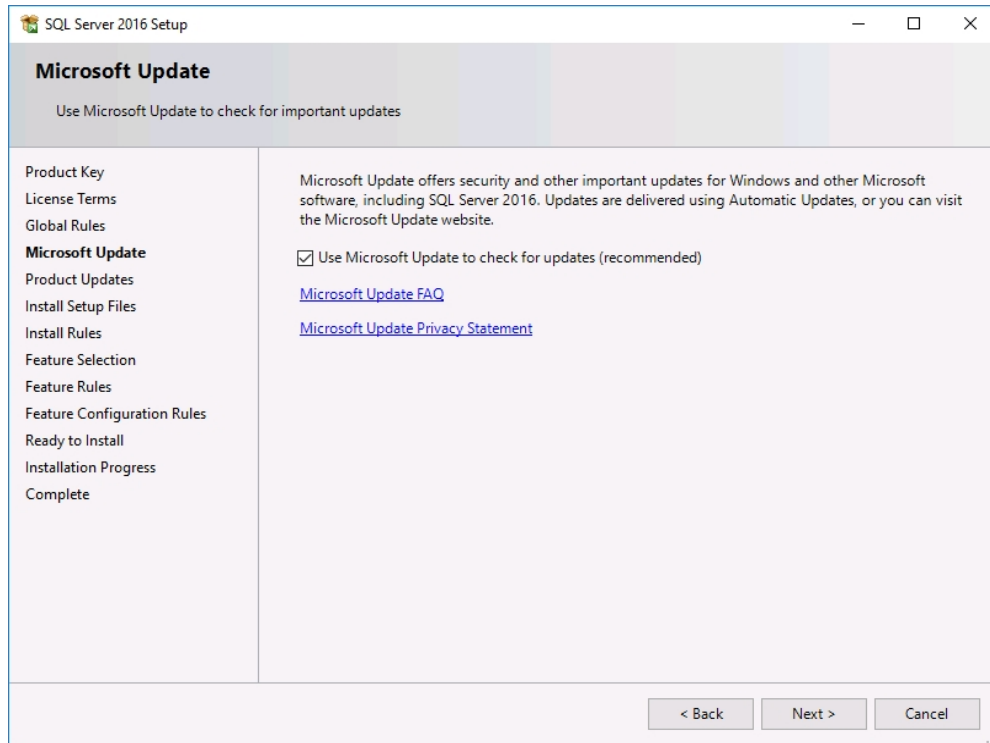 SQL Server 2016 Setup
Microsoft Update
Use Microsoft Update to check for important updates
Product Key
License Terms
Global Rules
Microsoft Update
Product Updates
Install Setup Files
Install Rules
Feature Selection
Feature Rules
Feature Configuration Rules
Ready to Install
Installation Progress
Complete
Microsoft Update offers security and other important updates for Windows and other Microsoft
software, including SQL Server 2016. Updates are delivered using Automatic Updates, or you can visit
the Microsoft Update website.
Use Microsoft Update to check for updates (recommended)
Microsoft Update FAQ
Microsoft Update Privacy Statement
< Back
Next >
Cancel